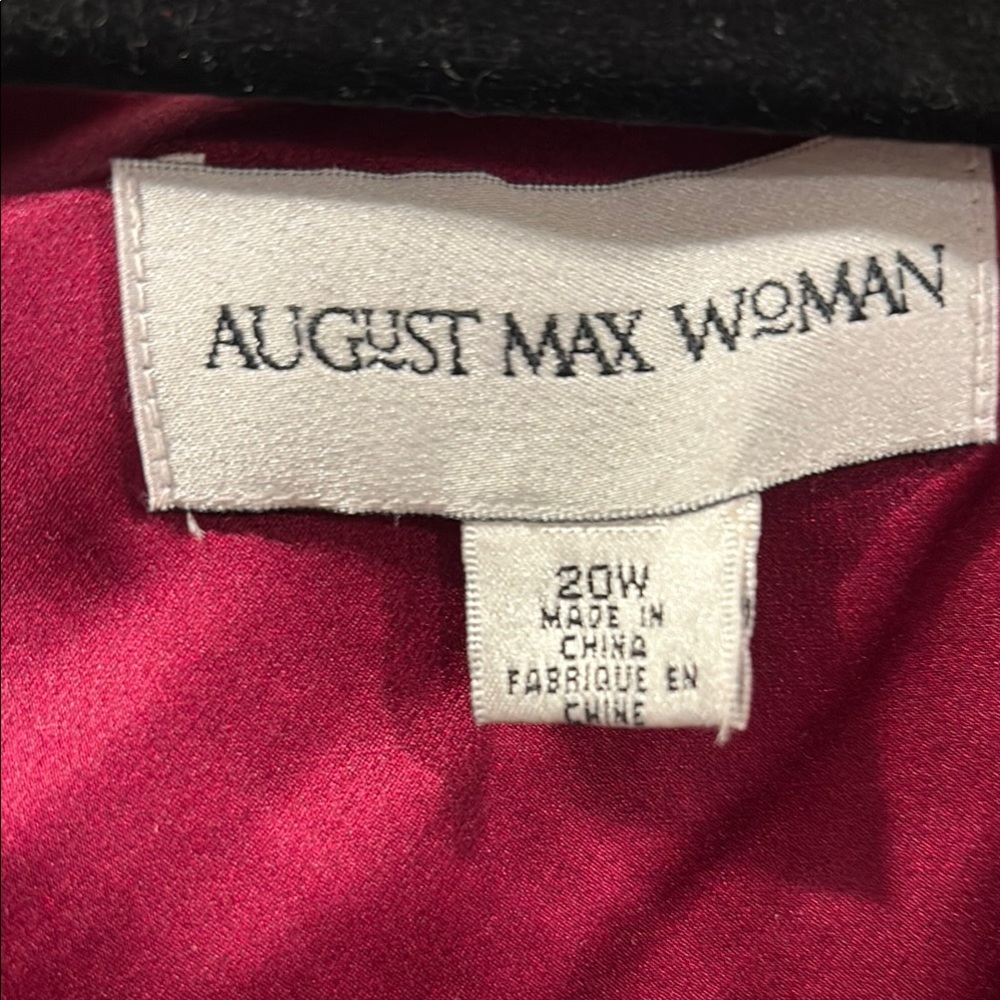 AUGUST MAX WOMAN
20W
MADE IN
CHINA
FABRIQUE EN
CHINE